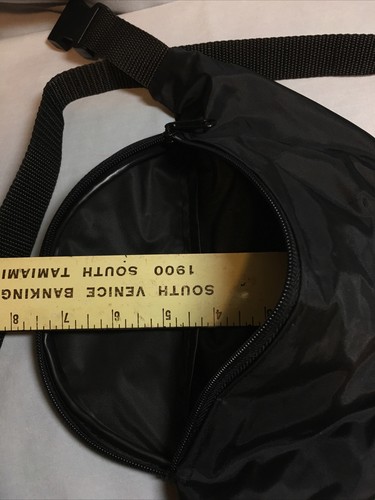 SOUTH VENICE BANKING
1900 SOUTH TAMIAMI
8 7 6 5 4